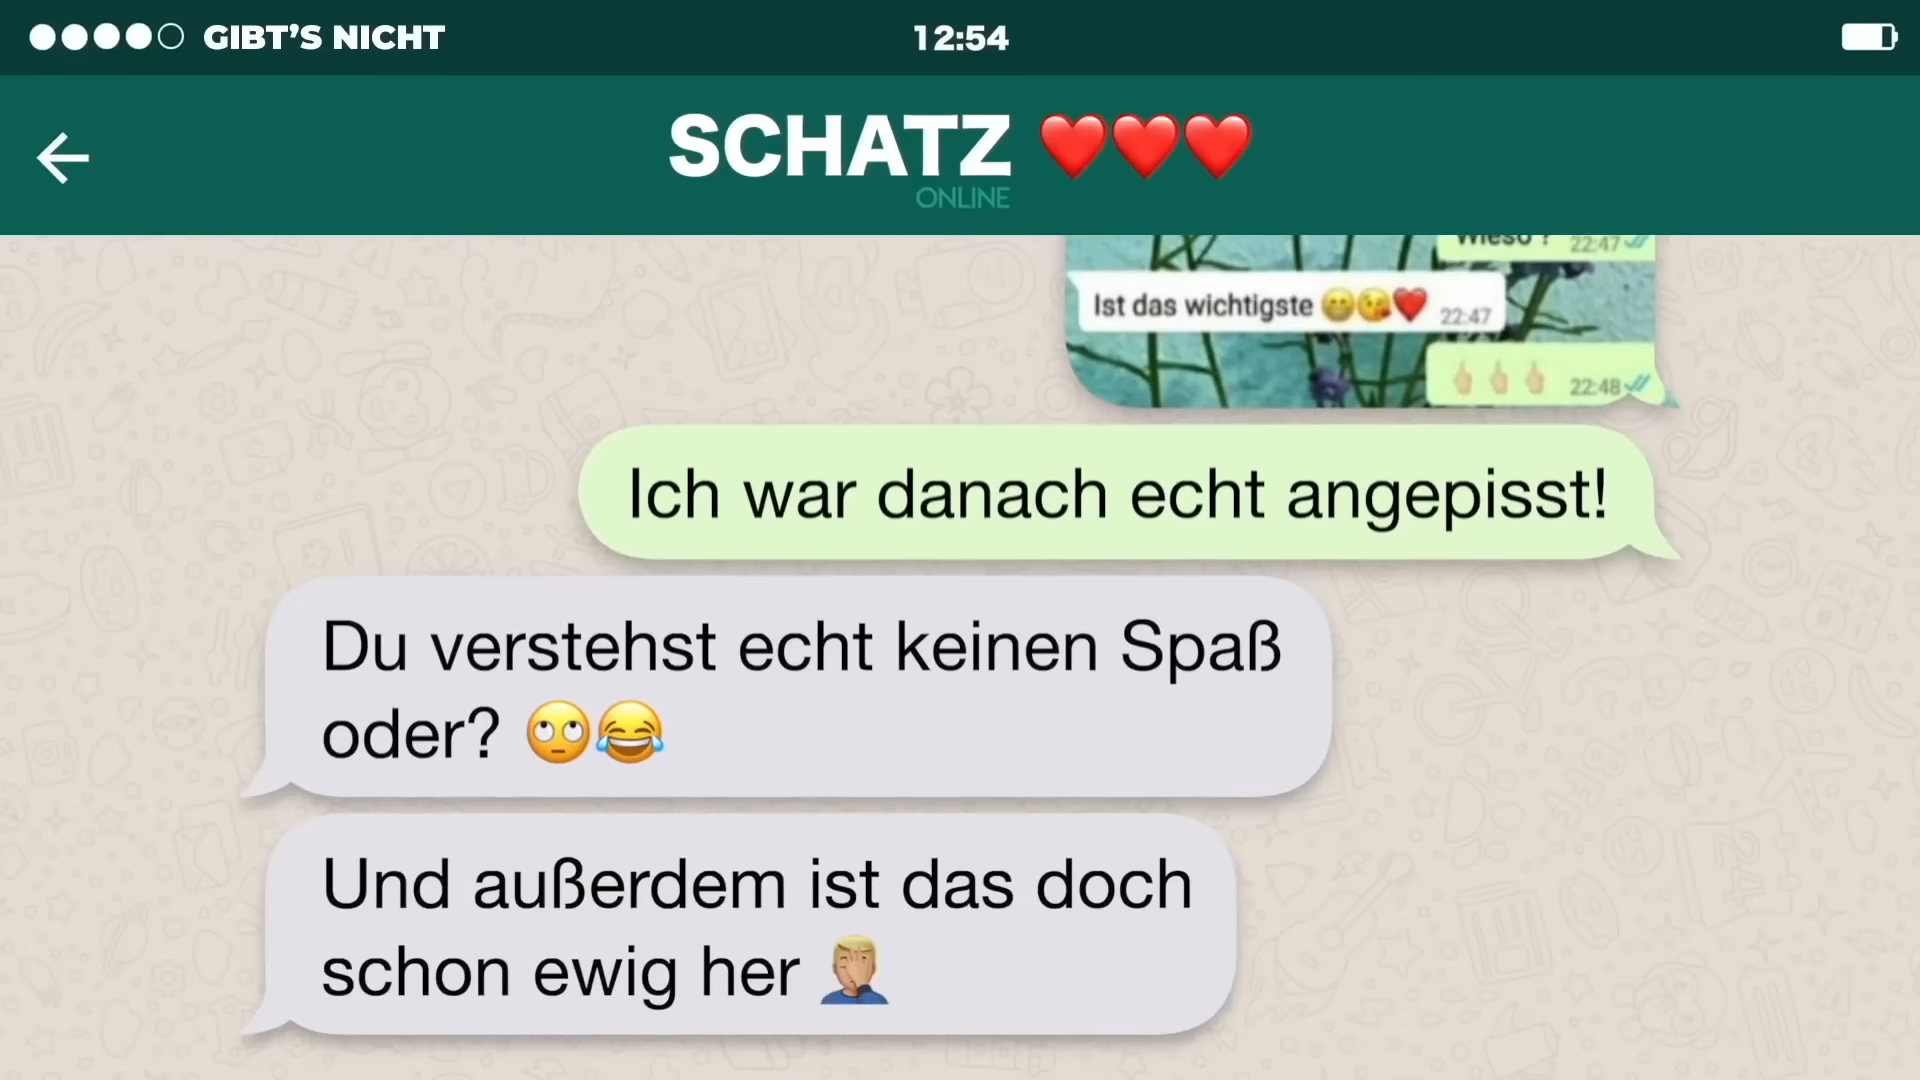 GIBT’S NICHT
12:54
SCHATZ ❤️❤️❤️
ONLINE
Wieso ? 22:47
Ist das wichtigste 😁😘❤️ 22:47
👆🏻👆🏻👆🏻 22:48
Ich war danach echt angepisst!
Du verstehst echt keinen Spaß
oder? 🙄😂
Und außerdem ist das doch
schon ewig her 🤦🏼‍♂️